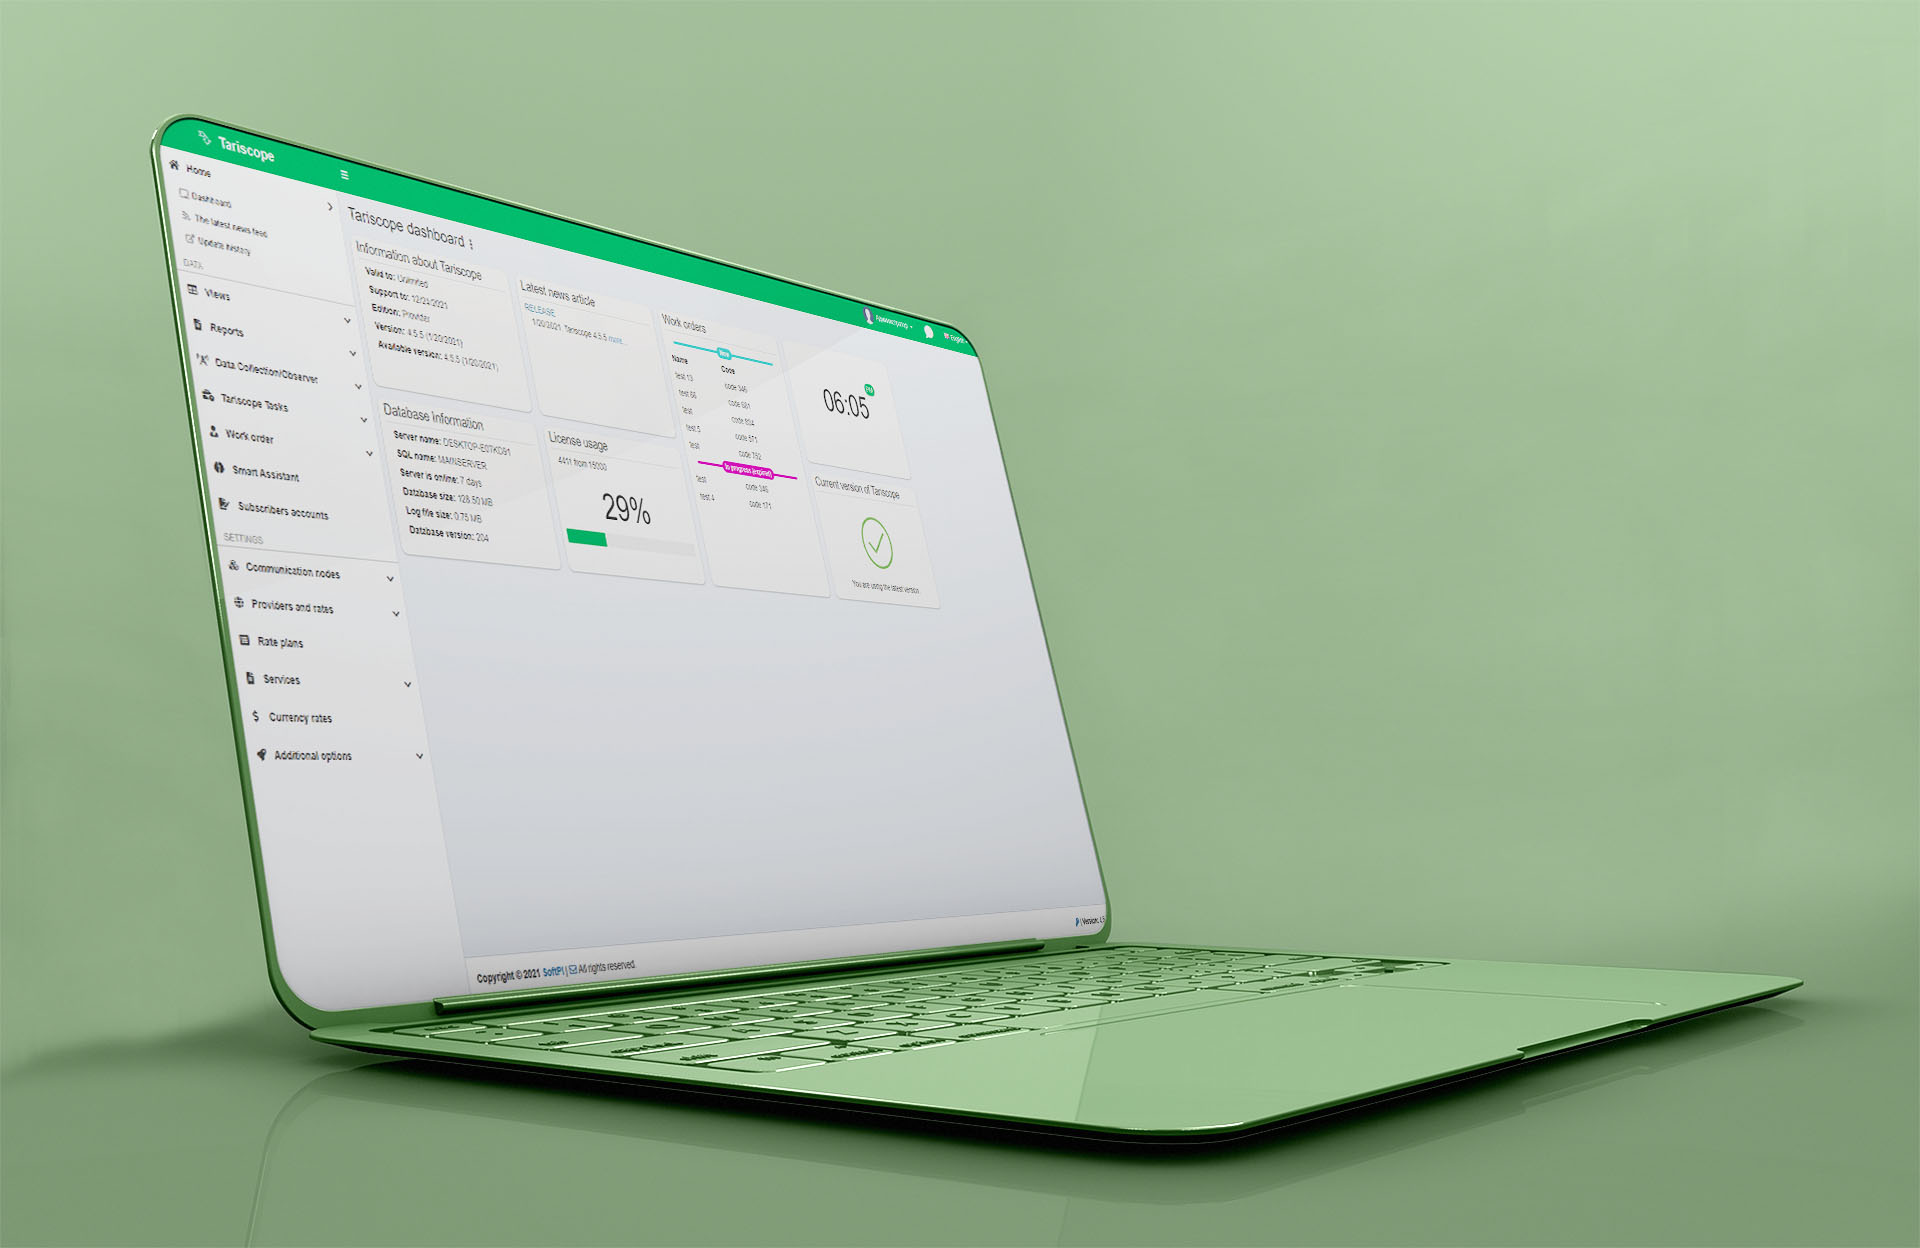 Tariscope
Home
Dashboard
The latest news feed
Update history
DATA
Views
Reports
Data Collection/Observer
Tariscope Tasks
Work order
Smart Assistant
Subscribers accounts
SETTINGS
Communication nodes
Providers and rates
Rate plans
Services
$ Currency rates
Additional options
English
Tariscope dashboard
Information about Tariscope
Valid to: Unlimited
Support to: 12/24/2021
Edition: Provider
Version: 4.5.5 (1/20/2021)
Available version: 4.5.5 (1/20/2021)
Latest news article
RELEASE
1/20/2021. Tariscope 4.5.5 more...
Work orders
New
Name Code
test 13 code 346
test 66 code 681
test code 834
test 5 code 571
test code 792
In progress (expired)
test code 346
test 4 code 171
06:05
Database Information
Server name: DESKTOP-E07KD91
SQL name: MAINSERVER
Server is online: 7 days
Database size: 128.50 MB
Log file size: 0.75 MB
Database version: 204
License usage
4411 from 15000
29%
Current version of Tariscope
You are using the latest version
Copyright © 2021 SoftPI | All rights reserved.
| Version: 4.5